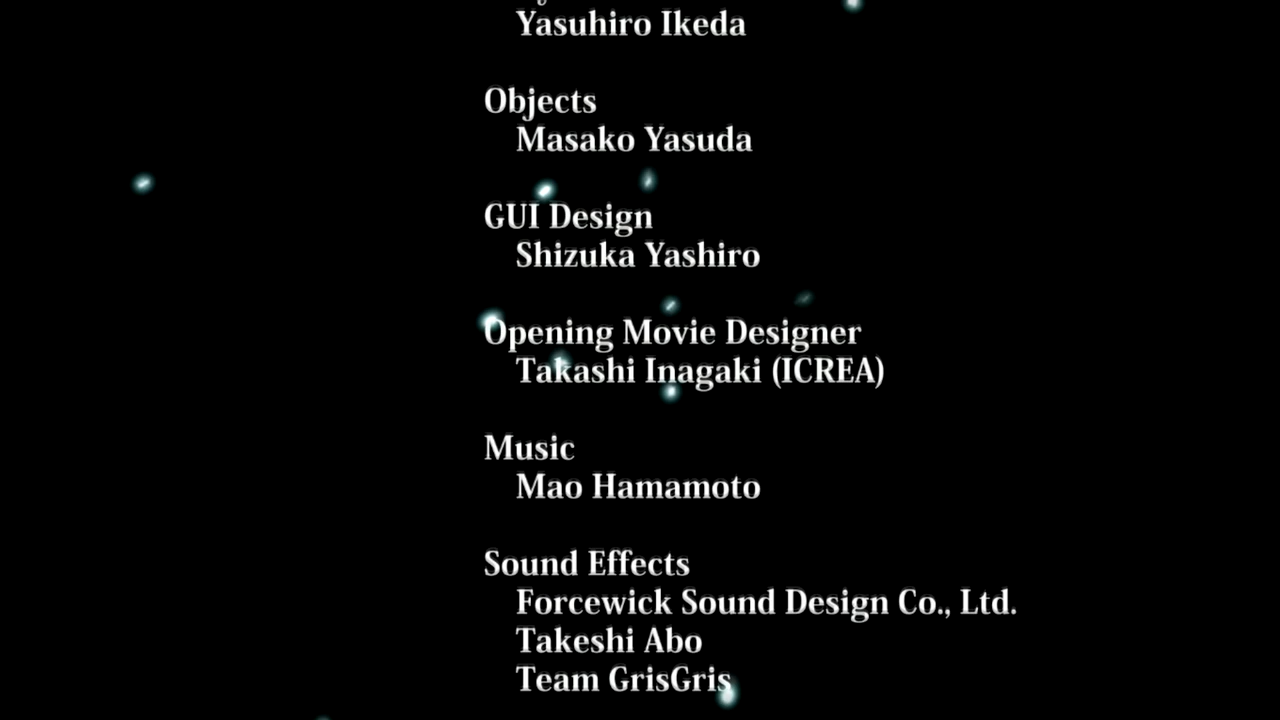 Yasuhiro Ikeda
Objects
Masako Yasuda
GUI Design
Shizuka Yashiro
Opening Movie Designer
Takashi Inagaki (ICREA)
Music
Mao Hamamoto
Sound Effects
Forcewick Sound Design Co., Ltd.
Takeshi Abo
Team GrisGris